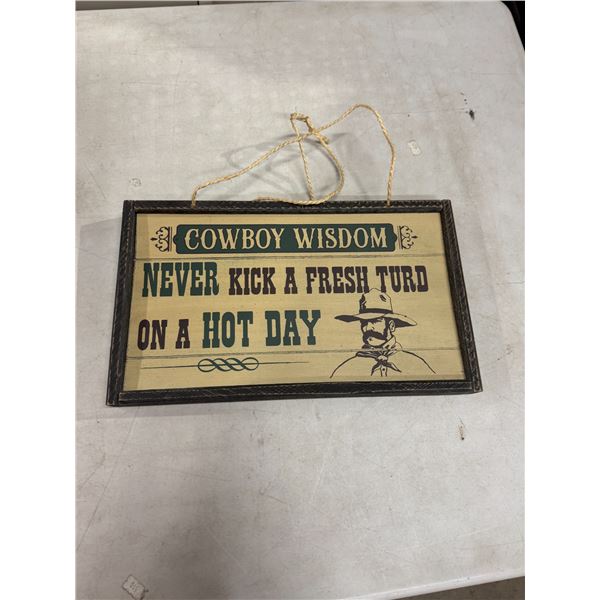 COWBOY WISDOM
NEVER KICK A FRESH TURD
ON A HOT DAY